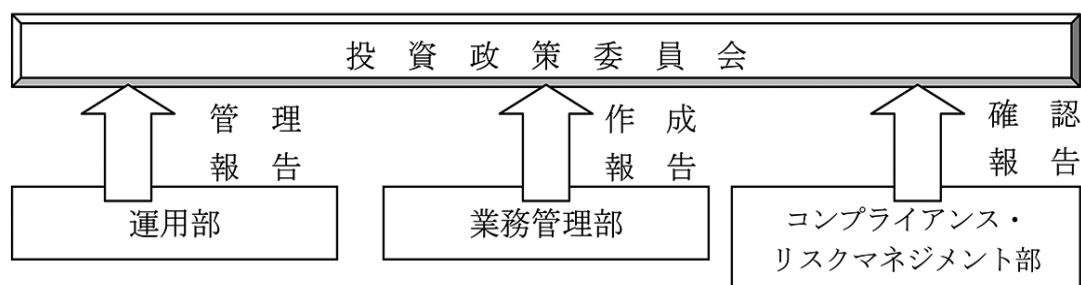 投資政策委員会
管理
報告
作成
報告
確認
報告
運用部
業務管理部
コンプライアンス・
リスクマネジメント部